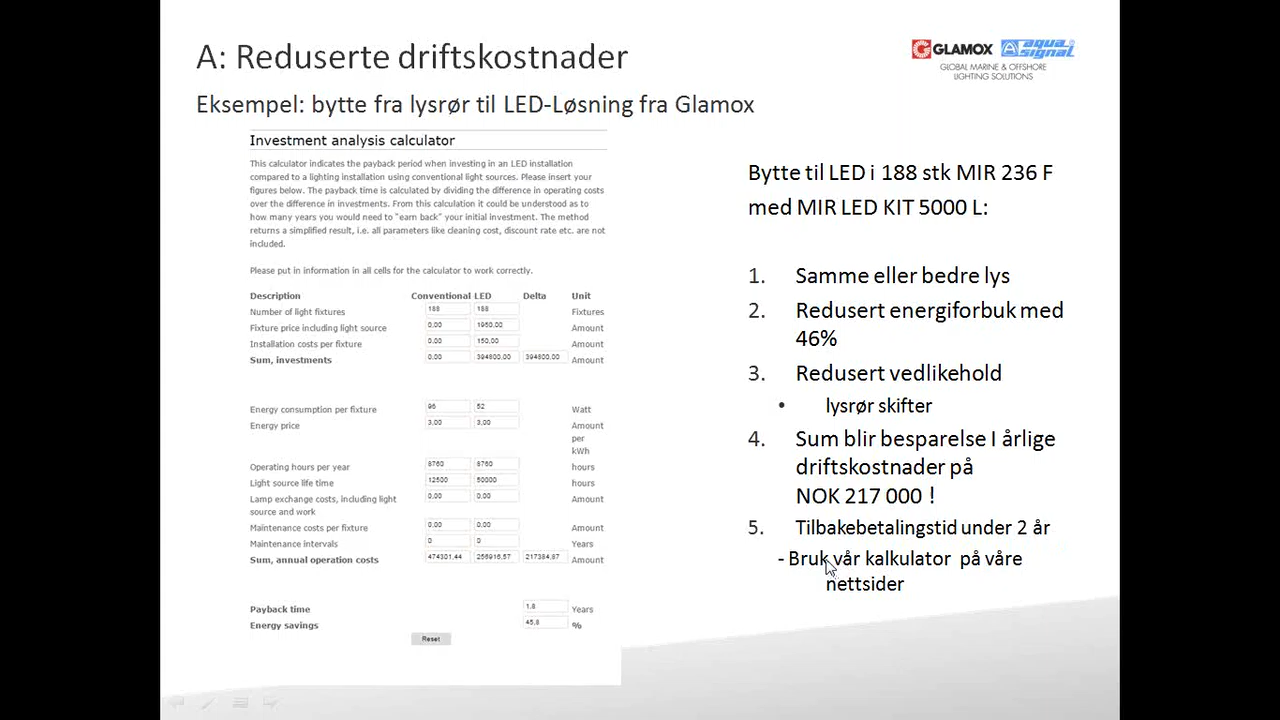 A: Reduserte driftskostnader
GLAMOX aqua signal
GLOBAL MARINE & OFFSHORE
LIGHTING SOLUTIONS
Eksempel: bytte fra lysrør til LED-Løsning fra Glamox
Investment analysis calculator
This calculator indicates the payback period when investing in an LED installation
compared to a lighting installation using conventional light sources. Please insert your
figures below. The payback time is calculated by dividing the difference in operating costs
over the difference in investments. From this calculation it could be understood as to
how many years you would need to "earn back" your initial investment. The method
returns a simplified result, i.e. all parameters like cleaning cost, discount rate etc. are not
included.
Please put in information in all cells for the calculator to work correctly.
Description Conventional LED Delta Unit
Number of light fixtures 188 188 Fixtures
Fixture price including light source 0,00 1950,00 Amount
Installation costs per fixture 0.00 150,00 Amount
Sum, investments 0.00 394800.00 394800.00 Amount
Energy consumption per fixture 96 52 Watt
Energy price 3,00 3,00 Amount
per
kWh
Operating hours per year 8760 8760 hours
Light source life time 12500 50000 hours
Lamp exchange costs, including light 0.00 0.00 Amount
source and work
Maintenance costs per fixture 0,00 0.00 Amount
Maintenance intervals 0 0 Years
Sum, annual operation costs 474301,44 256916,57 217384,87 Amount
Payback time 1,8 Years
Energy savings 45,8 %
Reset
Bytte til LED i 188 stk MIR 236 F
med MIR LED KIT 5000 L:
1. Samme eller bedre lys
2. Redusert energiforbuk med
46%
3. Redusert vedlikehold
• lysrør skifter
4. Sum blir besparelse I årlige
driftskostnader på
NOK 217 000 !
5. Tilbakebetalingstid under 2 år
- Bruk vår kalkulator på våre
nettsider